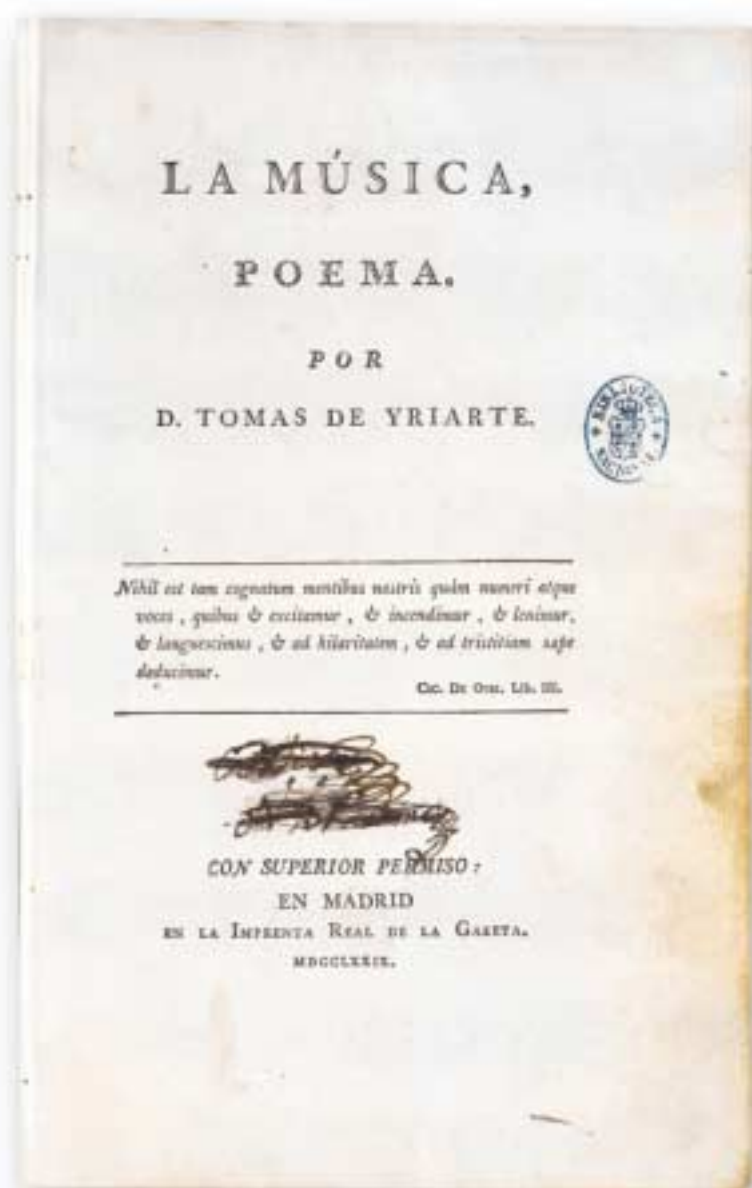 LA MÚSICA,
POEMA.
POR
D. TOMAS DE YRIARTE.
BIBLIOTECA NACIONAL
Nihil est tam cognatum mentibus nostris quàm numeri atque
voces, quibus & excitamur, & incendimur, & lenimur,
& languescimus, & ad hilaritatem, & ad tristitiam sæpe
deducimur.
Cic. De Orat. Lib. III.
CON SUPERIOR PERMISO:
EN MADRID
EN LA IMPRENTA REAL DE LA GAZETA.
MDCCLXXIX.